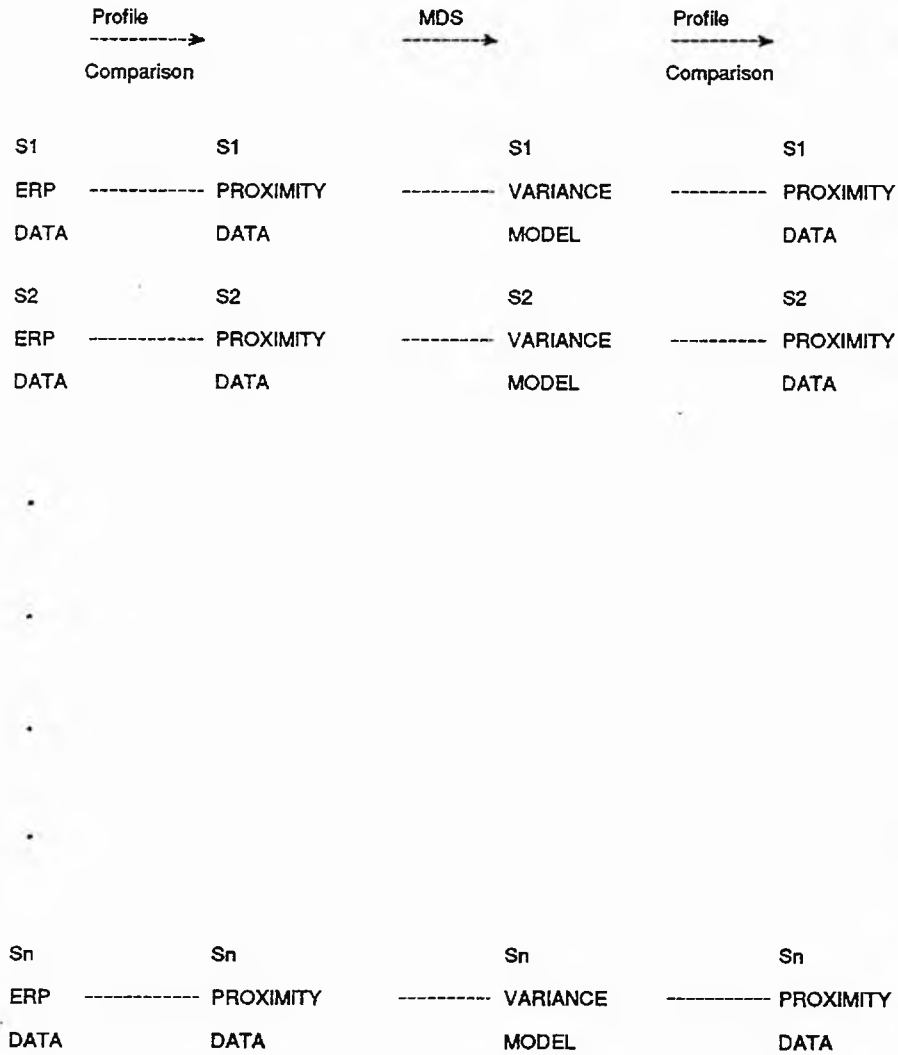 Profile MDS Profile
Comparison Comparison
S1 S1 S1 S1
ERP PROXIMITY VARIANCE PROXIMITY
DATA DATA MODEL DATA
S2 S2 S2 S2
ERP PROXIMITY VARIANCE PROXIMITY
DATA DATA MODEL DATA
Sn Sn Sn Sn
ERP PROXIMITY VARIANCE PROXIMITY
DATA DATA MODEL DATA